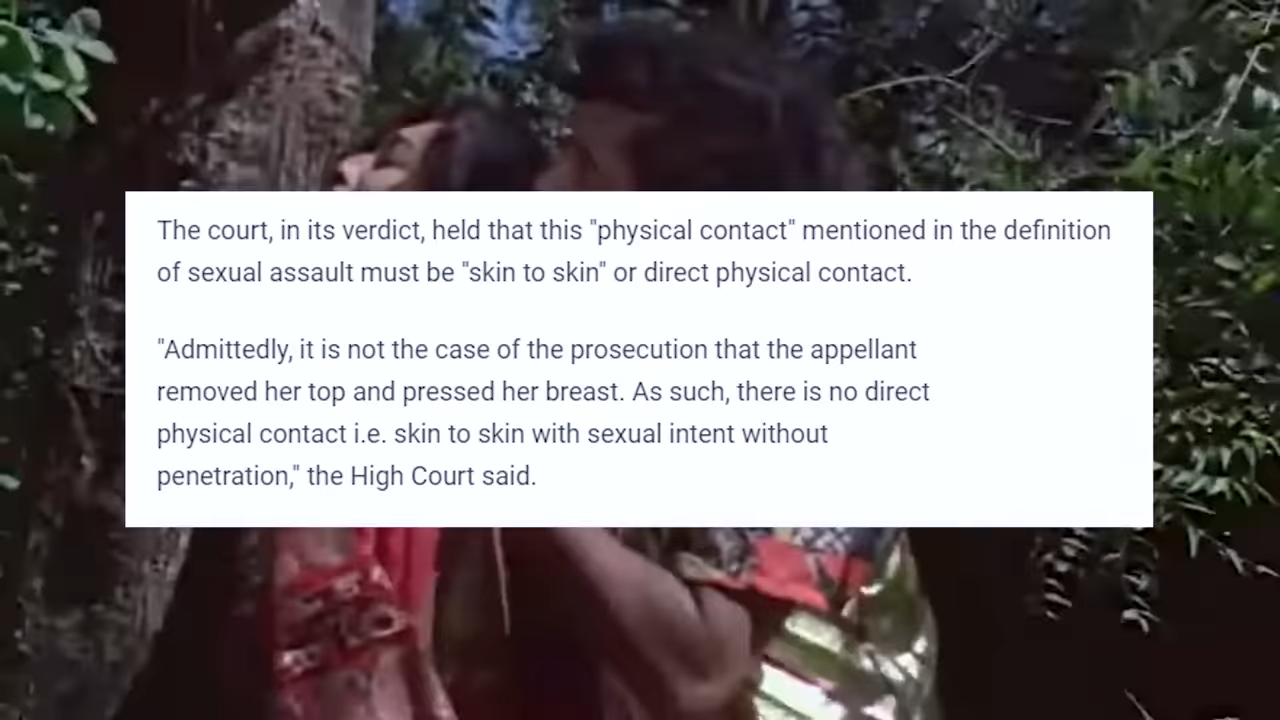 The court, in its verdict, held that this "physical contact" mentioned in the definition
of sexual assault must be "skin to skin" or direct physical contact.
"Admittedly, it is not the case of the prosecution that the appellant
removed her top and pressed her breast. As such, there is no direct
physical contact i.e. skin to skin with sexual intent without
penetration," the High Court said.